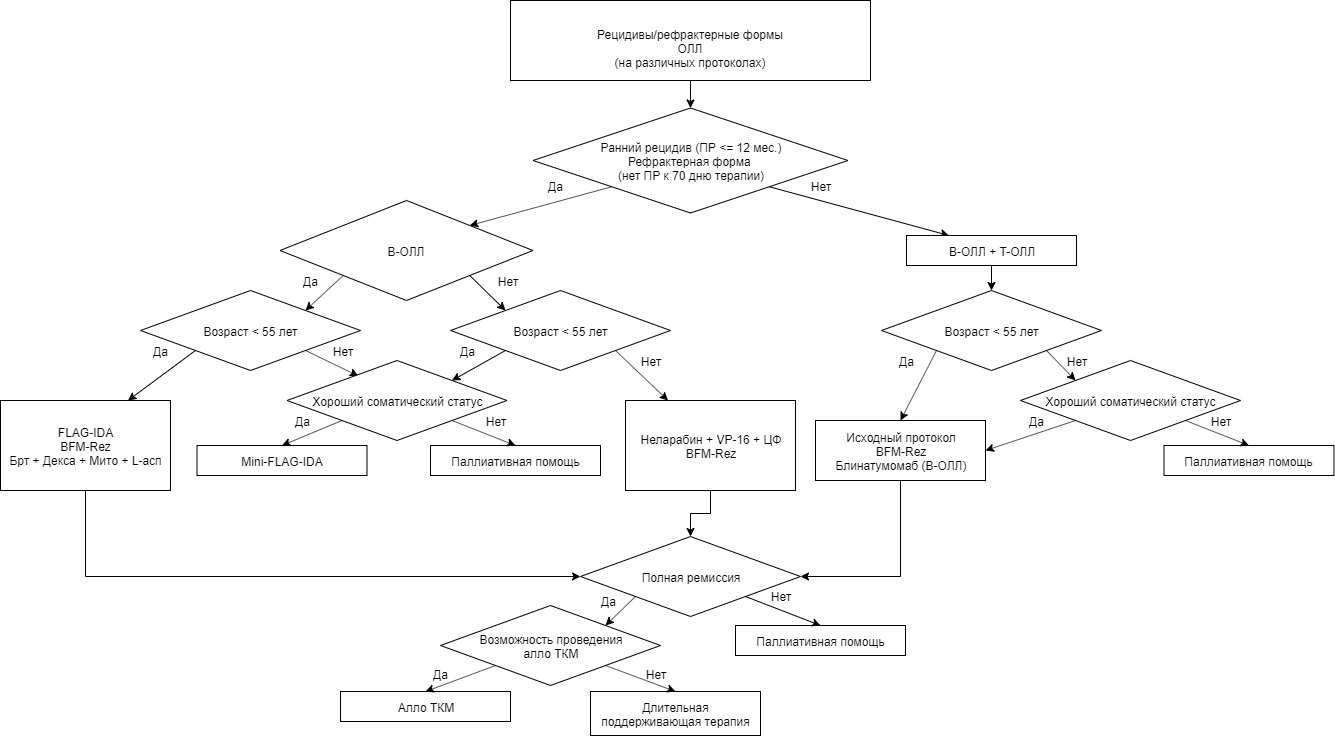 Рецидивы/рефрактерные формы
ОЛЛ
(на различных протоколах)
Ранний рецидив (ПР <= 12 мес.)
Рефрактерная форма
(нет ПР к 70 дню терапии)
Да
Нет
В-ОЛЛ
В-ОЛЛ + Т-ОЛЛ
Да
Нет
Возраст < 55 лет
Возраст < 55 лет
Возраст < 55 лет
Да
Нет
Да
Нет
Да
Нет
Хороший соматический статус
Хороший соматический статус
Да
Нет
Да
Нет
FLAG-IDA
BFM-Rez
Брт + Декса + Мито + L-асп
Mini-FLAG-IDA
Паллиативная помощь
Неларабин + VP-16 + ЦФ
BFM-Rez
Исходный протокол
BFM-Rez
Блинатумомаб (В-ОЛЛ)
Паллиативная помощь
Полная ремиссия
Да
Нет
Возможность проведения
алло ТКМ
Паллиативная помощь
Да
Нет
Алло ТКМ
Длительная
поддерживающая терапия